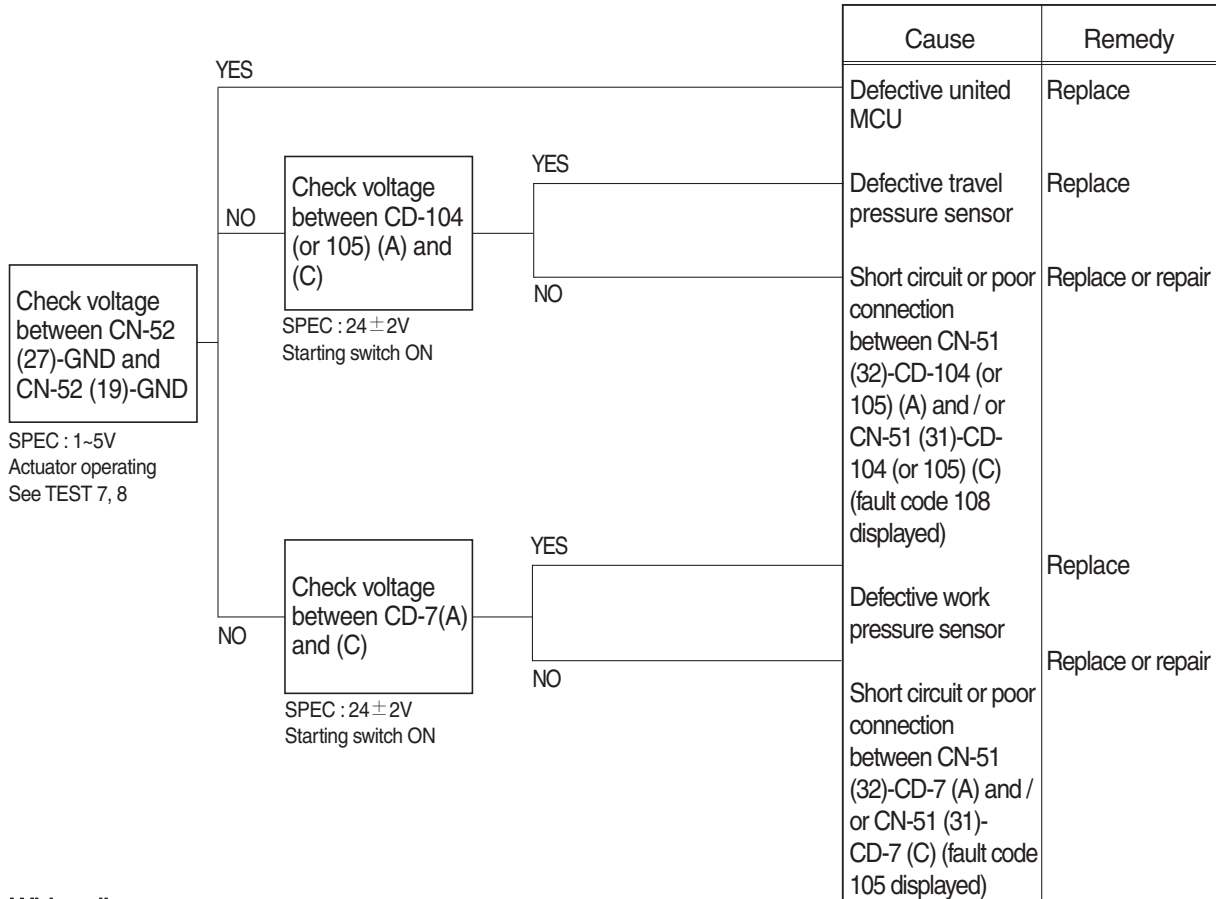 Cause
Remedy
YES
Defective united
MCU
Replace
Check voltage
between CD-104
(or 105) (A) and
(C)
NO
SPEC : 24±2V
Starting switch ON
YES
Defective travel
pressure sensor
Replace
NO
Short circuit or poor
connection
between CN-51
(32)-CD-104 (or
105) (A) and / or
CN-51 (31)-CD-
104 (or 105) (C)
(fault code 108
displayed)
Replace or repair
Check voltage
between CN-52
(27)-GND and
CN-52 (19)-GND
SPEC : 1~5V
Actuator operating
See TEST 7, 8
NO
Check voltage
between CD-7(A)
and (C)
SPEC : 24±2V
Starting switch ON
YES
Defective work
pressure sensor
Replace
NO
Short circuit or poor
connection
between CN-51
(32)-CD-7 (A) and /
or CN-51 (31)-
CD-7 (C) (fault code
105 displayed)
Replace or repair